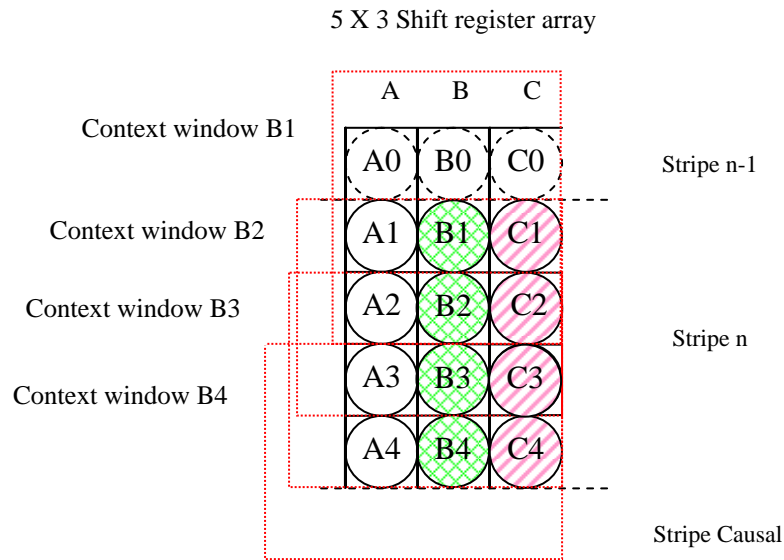 5 X 3 Shift register array
A B C
Context window B1
A0 B0 C0
Stripe n-1
Context window B2
A1 B1 C1
Context window B3
A2 B2 C2
Stripe n
Context window B4
A3 B3 C3
A4 B4 C4
Stripe Causal